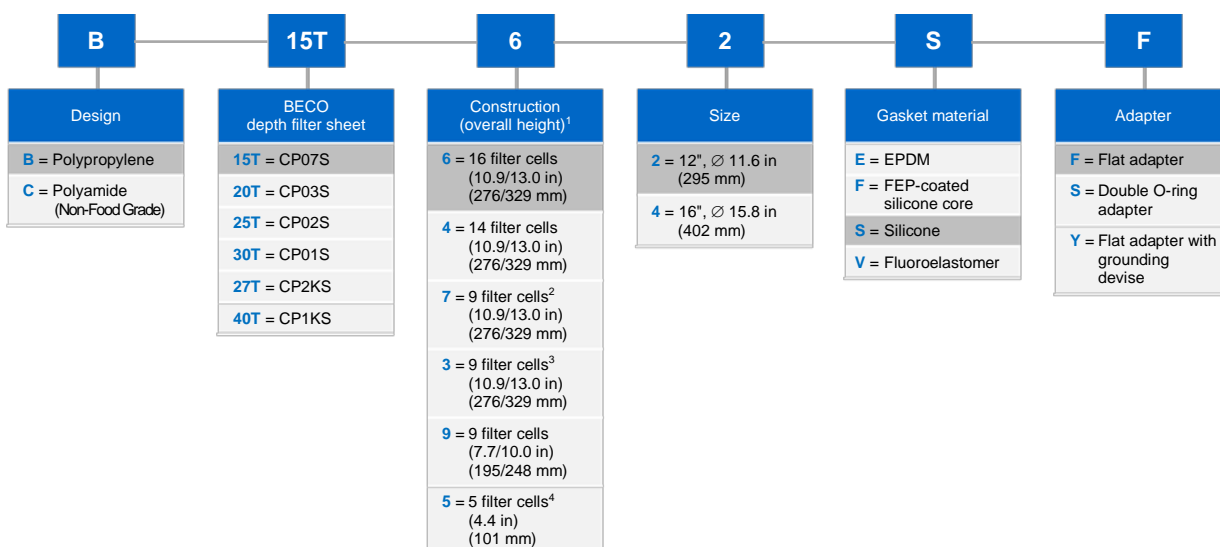 B 15T 6 2 S F
Design
B = Polypropylene
C = Polyamide
(Non-Food Grade)
BECO
depth filter sheet
15T = CP07S
20T = CP03S
25T = CP02S
30T = CP01S
27T = CP2KS
40T = CP1KS
Construction
(overall height)¹
6 = 16 filter cells
(10.9/13.0 in)
(276/329 mm)
4 = 14 filter cells
(10.9/13.0 in)
(276/329 mm)
7 = 9 filter cells²
(10.9/13.0 in)
(276/329 mm)
3 = 9 filter cells³
(10.9/13.0 in)
(276/329 mm)
9 = 9 filter cells
(7.7/10.0 in)
(195/248 mm)
5 = 5 filter cells⁴
(4.4 in)
(101 mm)
Size
2 = 12", ∅ 11.6 in
(295 mm)
4 = 16", ∅ 15.8 in
(402 mm)
Gasket material
E = EPDM
F = FEP-coated
silicone core
S = Silicone
V = Fluoroelastomer
Adapter
F = Flat adapter
S = Double O-ring
adapter
Y = Flat adapter with
grounding
devise